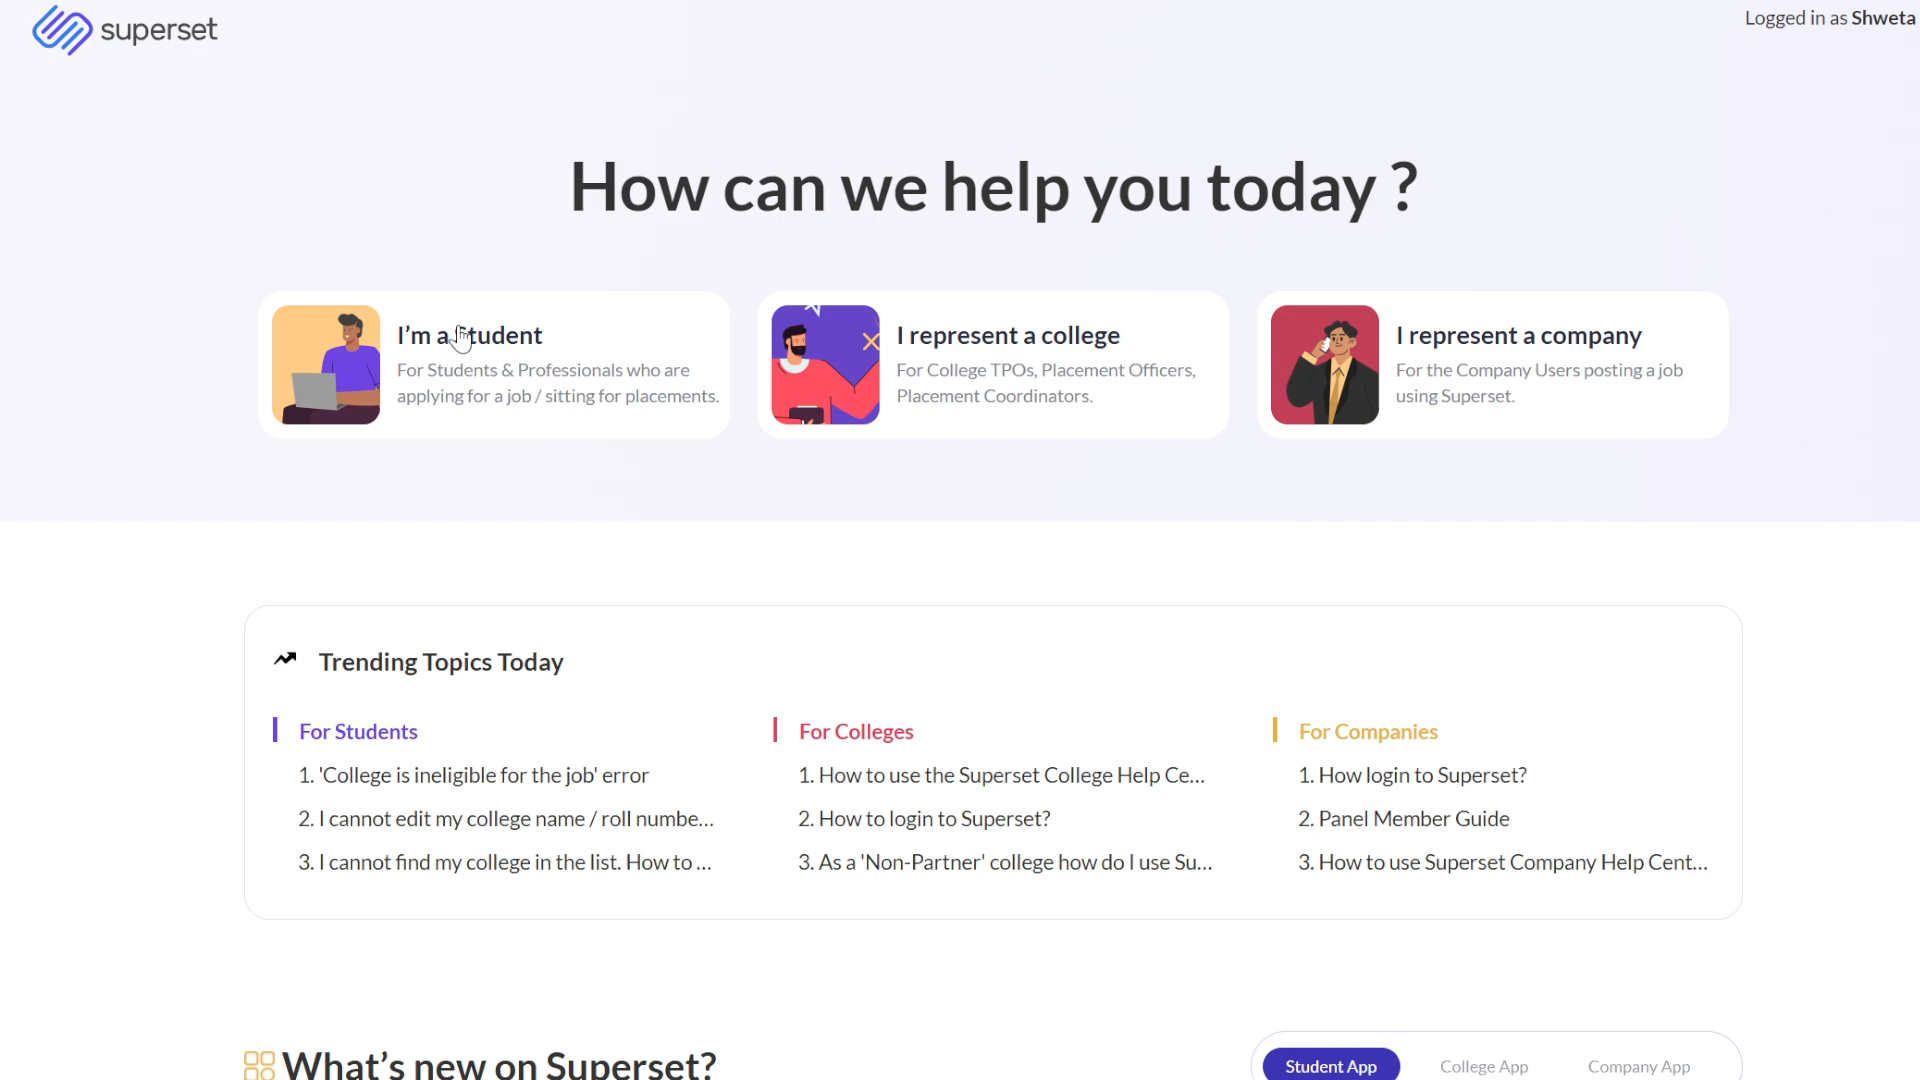 superset
Logged in as Shweta
How can we help you today ?
I'm a Student
For Students & Professionals who are
applying for a job / sitting for placements.
I represent a college
For College TPOs, Placement Officers,
Placement Coordinators.
I represent a company
For the Company Users posting a job
using Superset.
Trending Topics Today
For Students
1. 'College is ineligible for the job' error
2. I cannot edit my college name / roll numbe...
3. I cannot find my college in the list. How to ...
For Colleges
1. How to use the Superset College Help Ce...
2. How to login to Superset?
3. As a 'Non-Partner' college how do I use Su...
For Companies
1. How login to Superset?
2. Panel Member Guide
3. How to use Superset Company Help Cent...
What's new on Superset?
Student App
College App
Company App